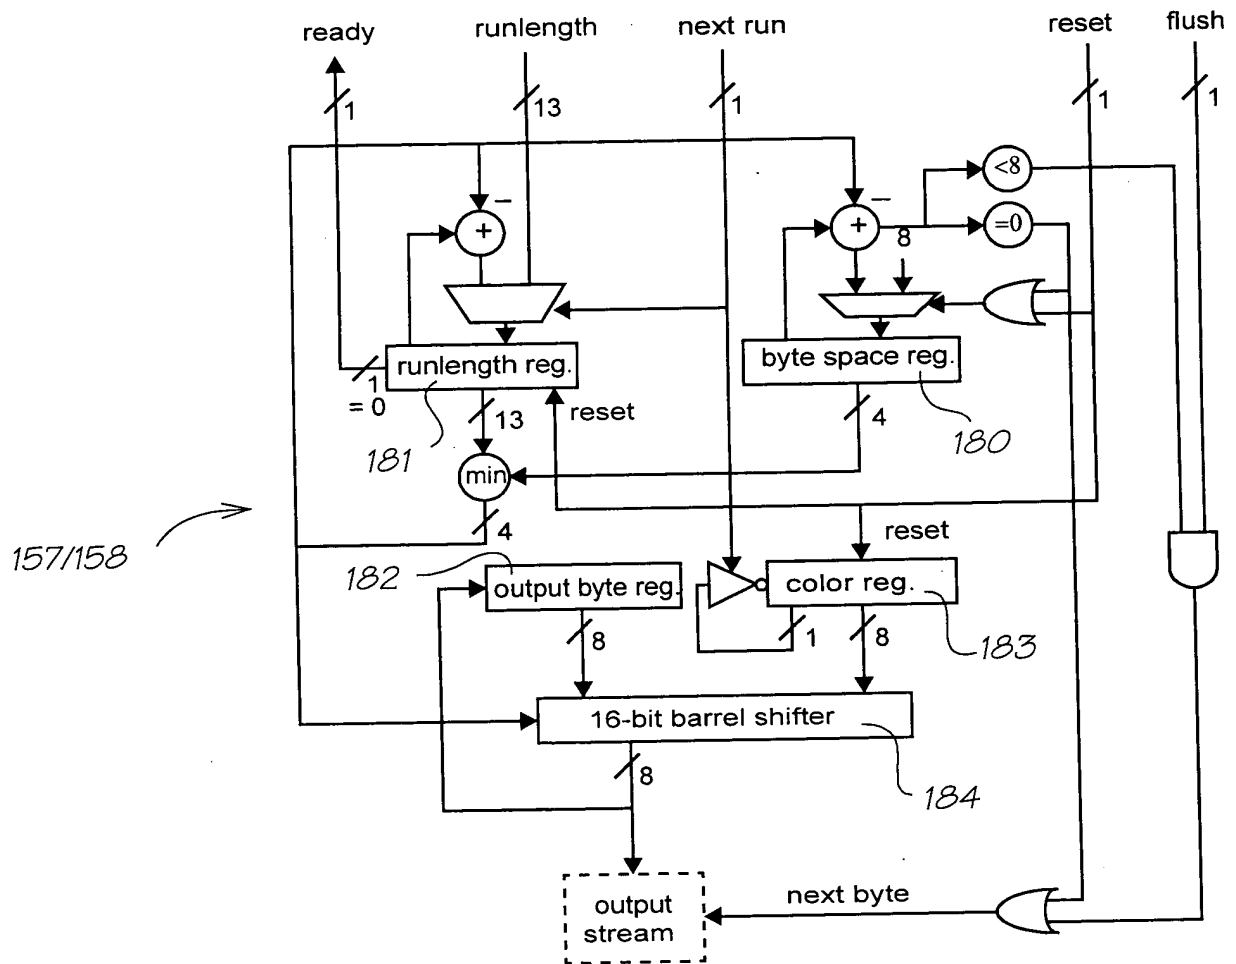 ready
runlength
next run
reset
flush
1
13
1
1
1
−
+
−
+
8
<8
=0
runlength reg.
byte space reg.
1
= 0
181
13
reset
4
180
min
4
reset
157/158
182
output byte reg.
color reg.
8
1
8
183
16-bit barrel shifter
8
184
output
stream
next byte